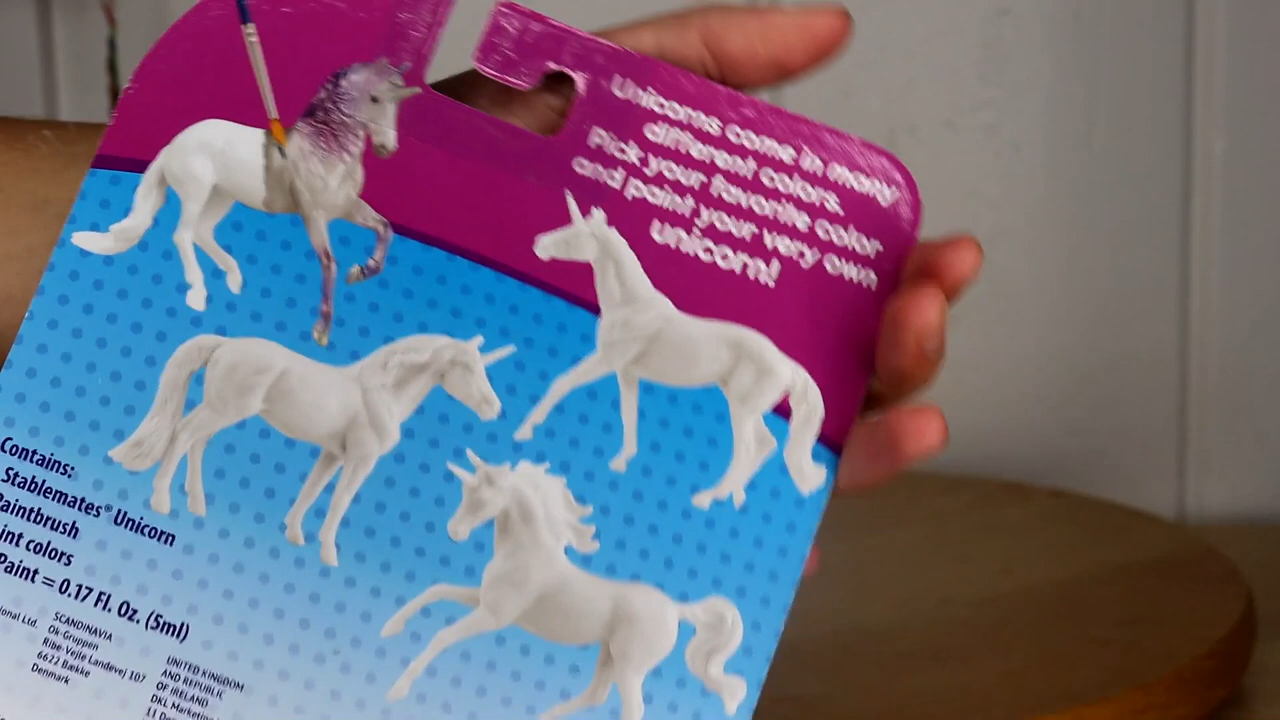 Unicorns come in many
different colors.
Pick your favorite color
and paint your very own
unicorn!
Contains:
Stablemates® Unicorn
Paintbrush
int colors
Paint = 0.17 Fl. Oz. (5ml)
ional Ltd.
SCANDINAVIA
Ok-Gruppen
Ribe-Vejle Landevej 107
6622 Bække
Denmark
UNITED KINGDOM
AND REPUBLIC
OF IRELAND
DKL Marketing